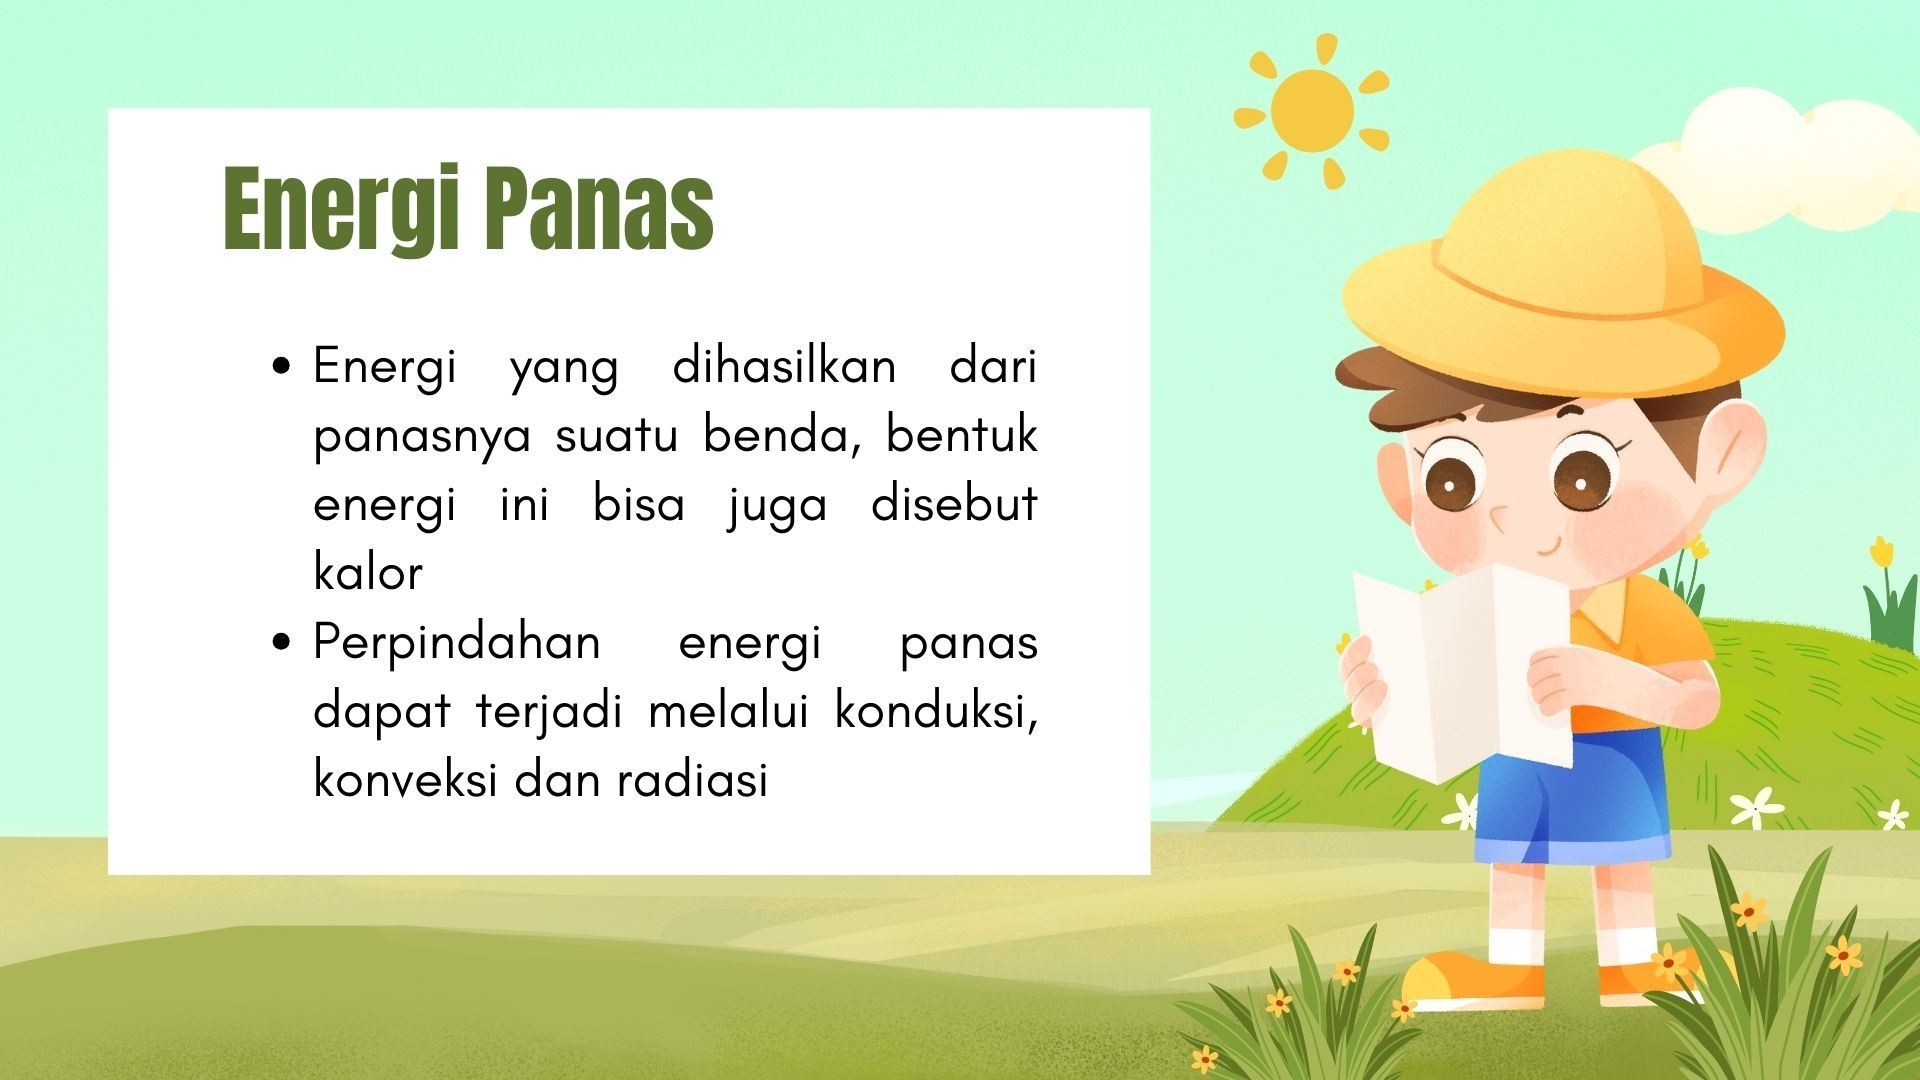 Energi Panas
• Energi yang dihasilkan dari
panasnya suatu benda, bentuk
energi ini bisa juga disebut
kalor
• Perpindahan energi panas
dapat terjadi melalui konduksi,
konveksi dan radiasi